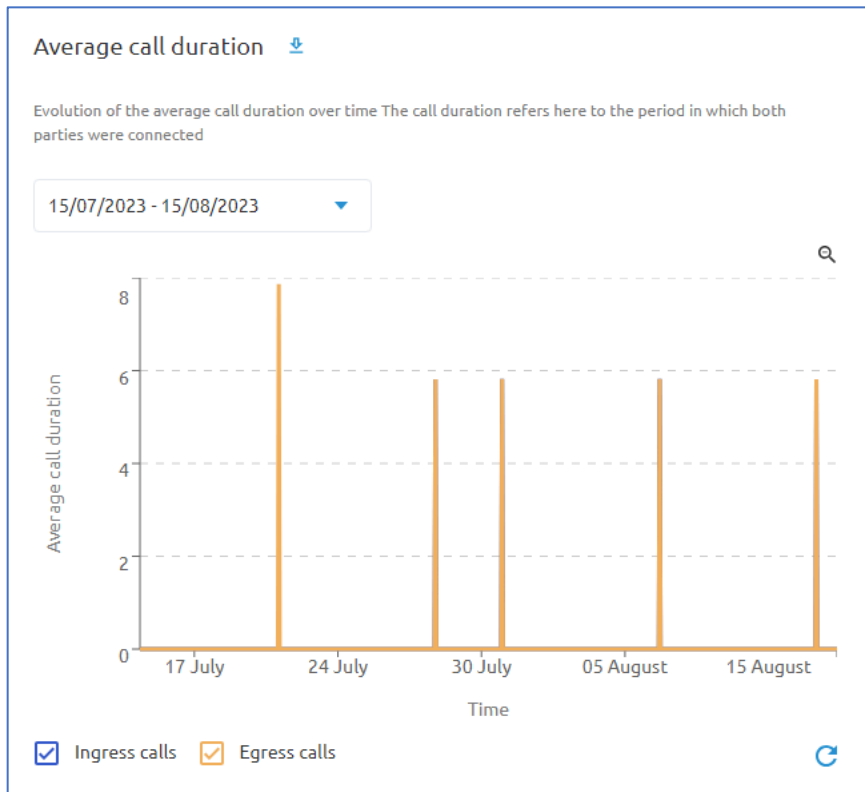 Average call duration
Evolution of the average call duration over time The call duration refers here to the period in which both
parties were connected
15/07/2023 - 15/08/2023
8
6
4
2
0
Average call duration
17 July 24 July 30 July 05 August 15 August
Time
Ingress calls Egress calls